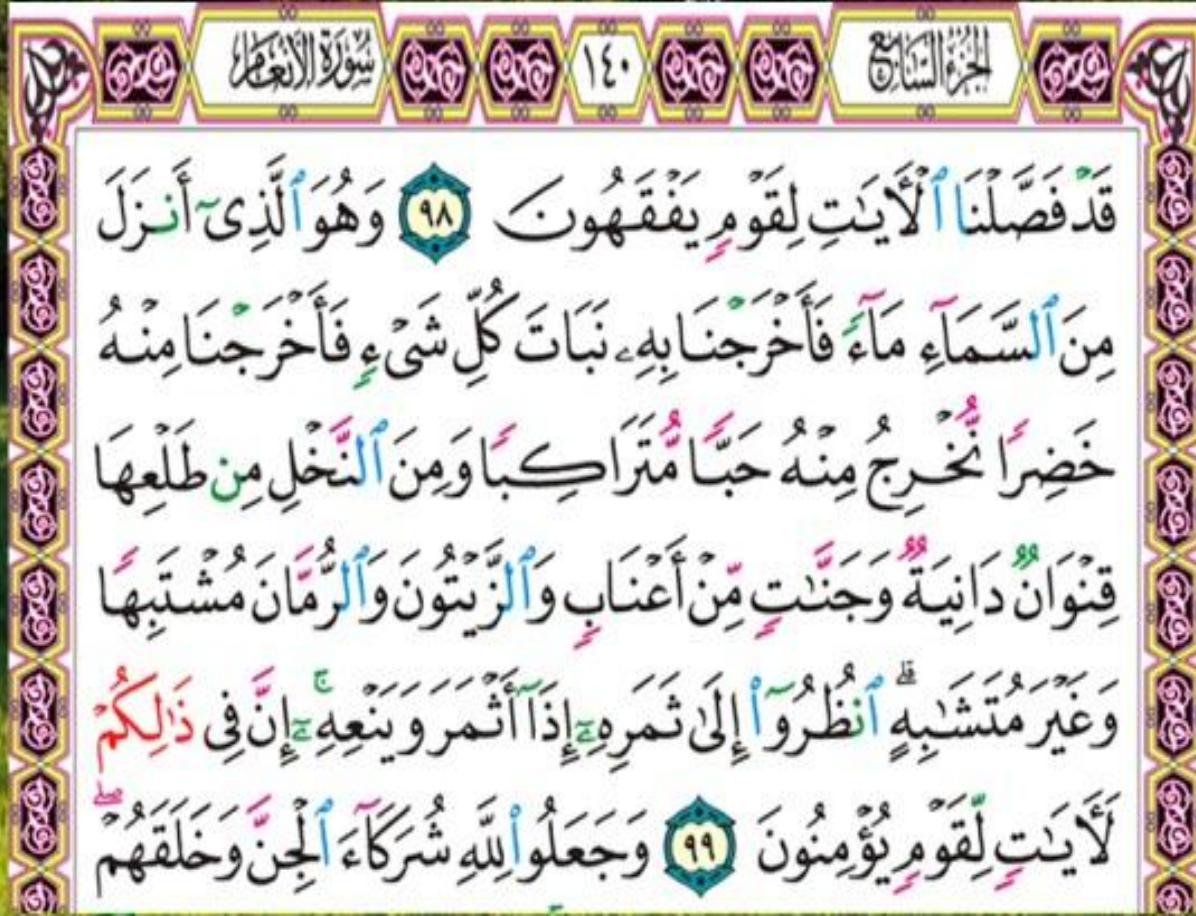 الجزء السابع ١٤٠ سورة الأنعام
قَدۡ فَصَّلۡنَا ٱلۡأٓيَٰتِ لِقَوۡمٖ يَفۡقَهُونَ ٩٨ وَهُوَ ٱلَّذِيٓ أَنزَلَ
مِنَ ٱلسَّمَآءِ مَآءٗ فَأَخۡرَجۡنَا بِهِۦ نَبَاتَ كُلِّ شَيۡءٖ فَأَخۡرَجۡنَا مِنۡهُ
خَضِرٗا نُّخۡرِجُ مِنۡهُ حَبّٗا مُّتَرَاكِبٗا وَمِنَ ٱلنَّخۡلِ مِن طَلۡعِهَا
قِنۡوَانٞ دَانِيَةٞ وَجَنَّٰتٖ مِّنۡ أَعۡنَابٖ وَٱلزَّيۡتُونَ وَٱلرُّمَّانَ مُشۡتَبِهٗا
وَغَيۡرَ مُتَشَٰبِهٍۗ ٱنظُرُوٓاْ إِلَىٰ ثَمَرِهِۦٓ إِذَآ أَثۡمَرَ وَيَنۡعِهِۦٓۚ إِنَّ فِي ذَٰلِكُمۡ
لَأٓيَٰتٖ لِّقَوۡمٖ يُؤۡمِنُونَ ٩٩ وَجَعَلُواْ لِلَّهِ شُرَكَآءَ ٱلۡجِنَّ وَخَلَقَهُمۡۖ